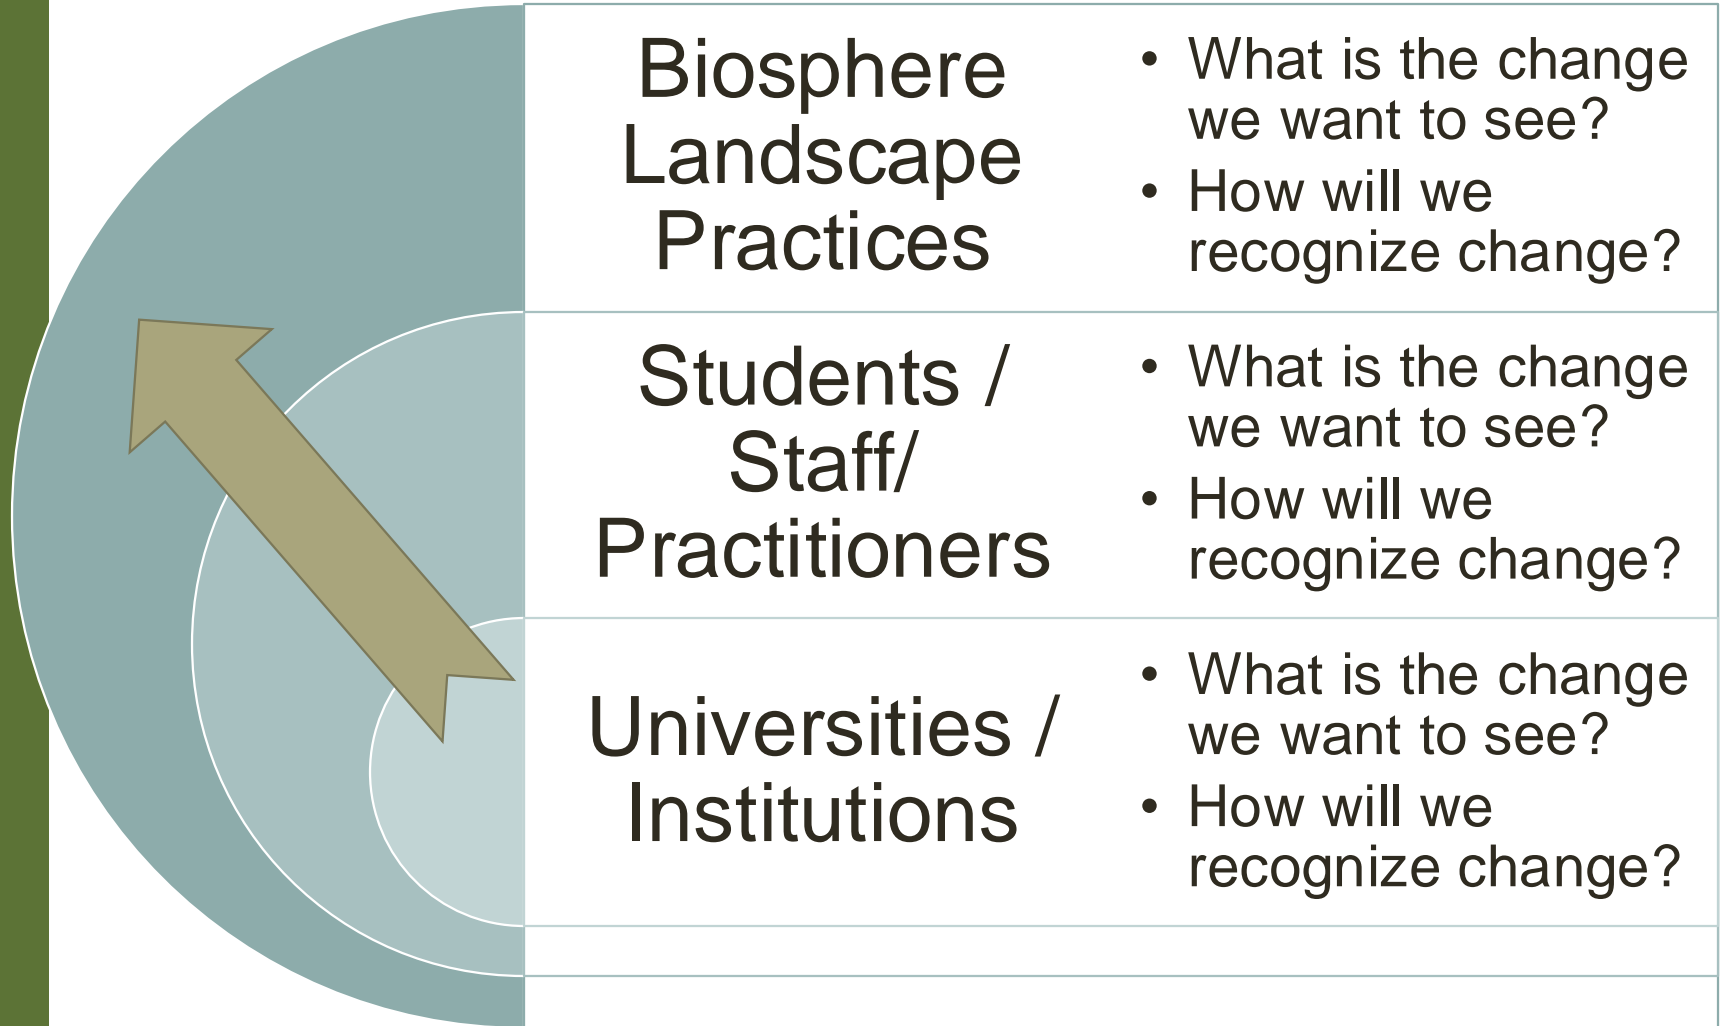 Biosphere
Landscape
Practices
• What is the change
we want to see?
• How will we
recognize change?
Students /
Staff/
Practitioners
• What is the change
we want to see?
• How will we
recognize change?
Universities /
Institutions
• What is the change
we want to see?
• How will we
recognize change?